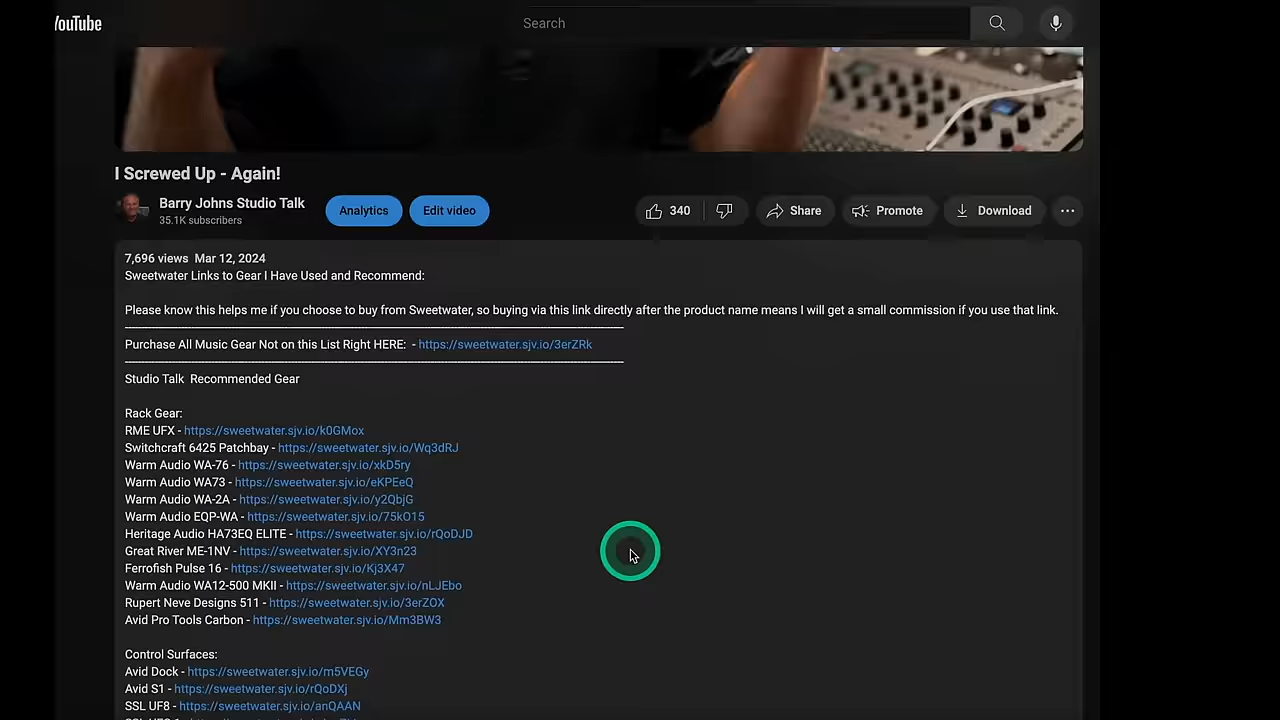 YouTube
Search
I Screwed Up - Again!
Barry Johns Studio Talk
35.1K subscribers
Analytics
Edit video
340
Share
Promote
Download
7,696 views Mar 12, 2024
Sweetwater Links to Gear I Have Used and Recommend:
Please know this helps me if you choose to buy from Sweetwater, so buying via this link directly after the product name means I will get a small commission if you use that link.
Purchase All Music Gear Not on this List Right HERE: - https://sweetwater.sjv.io/3erZRk
Studio Talk Recommended Gear
Rack Gear:
RME UFX - https://sweetwater.sjv.io/k0GMox
Switchcraft 6425 Patchbay - https://sweetwater.sjv.io/Wq3dRJ
Warm Audio WA-76 - https://sweetwater.sjv.io/xkD5ry
Warm Audio WA73 - https://sweetwater.sjv.io/eKPEeQ
Warm Audio WA-2A - https://sweetwater.sjv.io/y2QbjG
Warm Audio EQP-WA - https://sweetwater.sjv.io/75kO15
Heritage Audio HA73EQ ELITE - https://sweetwater.sjv.io/rQoDJD
Great River ME-1NV - https://sweetwater.sjv.io/XY3n23
Ferrofish Pulse 16 - https://sweetwater.sjv.io/Kj3X47
Warm Audio WA12-500 MKII - https://sweetwater.sjv.io/nLJEbo
Rupert Neve Designs 511 - https://sweetwater.sjv.io/3erZOX
Avid Pro Tools Carbon - https://sweetwater.sjv.io/Mm3BW3
Control Surfaces:
Avid Dock - https://sweetwater.sjv.io/m5VEGy
Avid S1 - https://sweetwater.sjv.io/rQoDXj
SSL UF8 - https://sweetwater.sjv.io/anQAAN